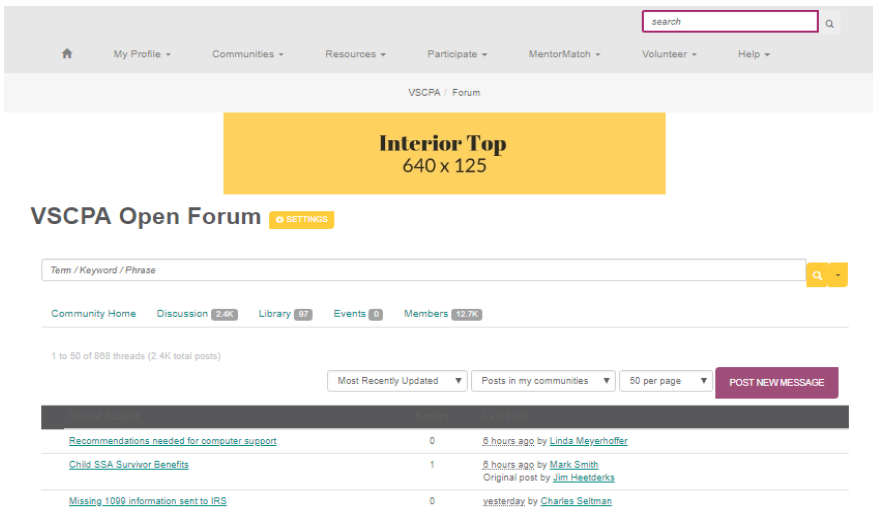 search
My Profile Communities Resources Participate MentorMatch Volunteer Help
VSCPA / Forum
Interior Top
640 x 125
VSCPA Open Forum SETTINGS
Term / Keyword / Phrase
Community Home Discussion 2.4K Library 97 Events 0 Members 12.7K
1 to 50 of 868 threads (2.4K total posts)
Most Recently Updated Posts in my communities 50 per page POST NEW MESSAGE
Thread Subject Replies Last Post
Recommendations needed for computer support 0 6 hours ago by Linda Meyerhoffer
Child SSA Survivor Benefits 1 8 hours ago by Mark Smith
Original post by Jim Heetderks
Missing 1099 information sent to IRS 0 yesterday by Charles Seltman